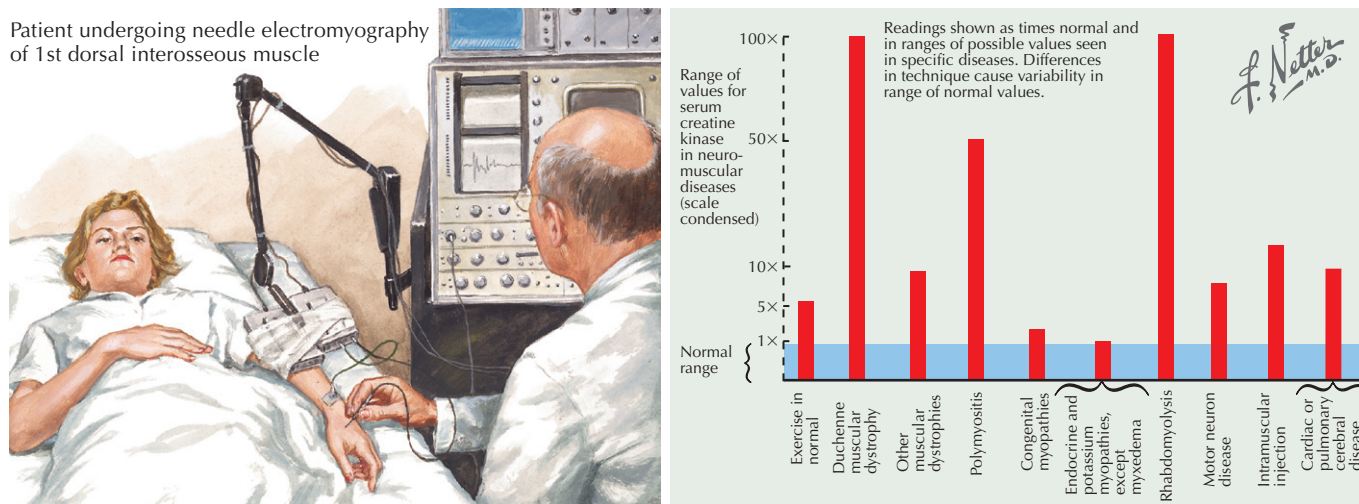 Patient undergoing needle electromyography
of 1st dorsal interosseous muscle
Readings shown as times normal and
in ranges of possible values seen
in specific diseases. Differences
in technique cause variability in
range of normal values.
F. Netter
M.D.
Range of
values for
serum
creatine
kinase
in neuro-
muscular
diseases
(scale
condensed)
100×
50×
10×
5×
1×
Normal
range
Exercise in
normal
Duchenne
muscular
dystrophy
Other
muscular
dystrophies
Polymyositis
Congenital
myopathies
Endocrine and
potassium
myopathies,
except
myxedema
Rhabdomyolysis
Motor neuron
disease
Intramuscular
injection
Cardiac or
pulmonary
cerebral
disease